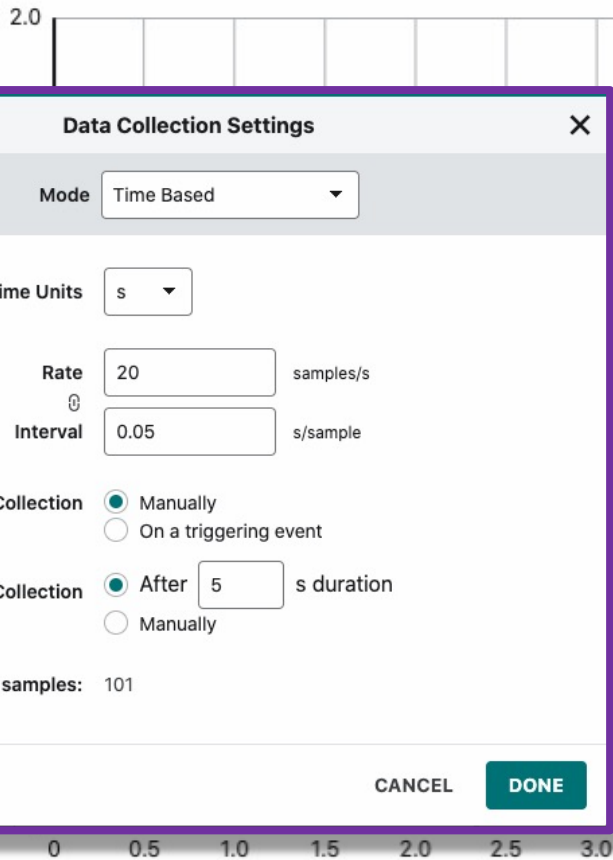 2.0
Data Collection Settings
Mode Time Based
ime Units s
Rate 20 samples/s
Interval 0.05 s/sample
Collection Manually
On a triggering event
Collection After 5 s duration
Manually
samples: 101
CANCEL DONE
0 0.5 1.0 1.5 2.0 2.5 3.0